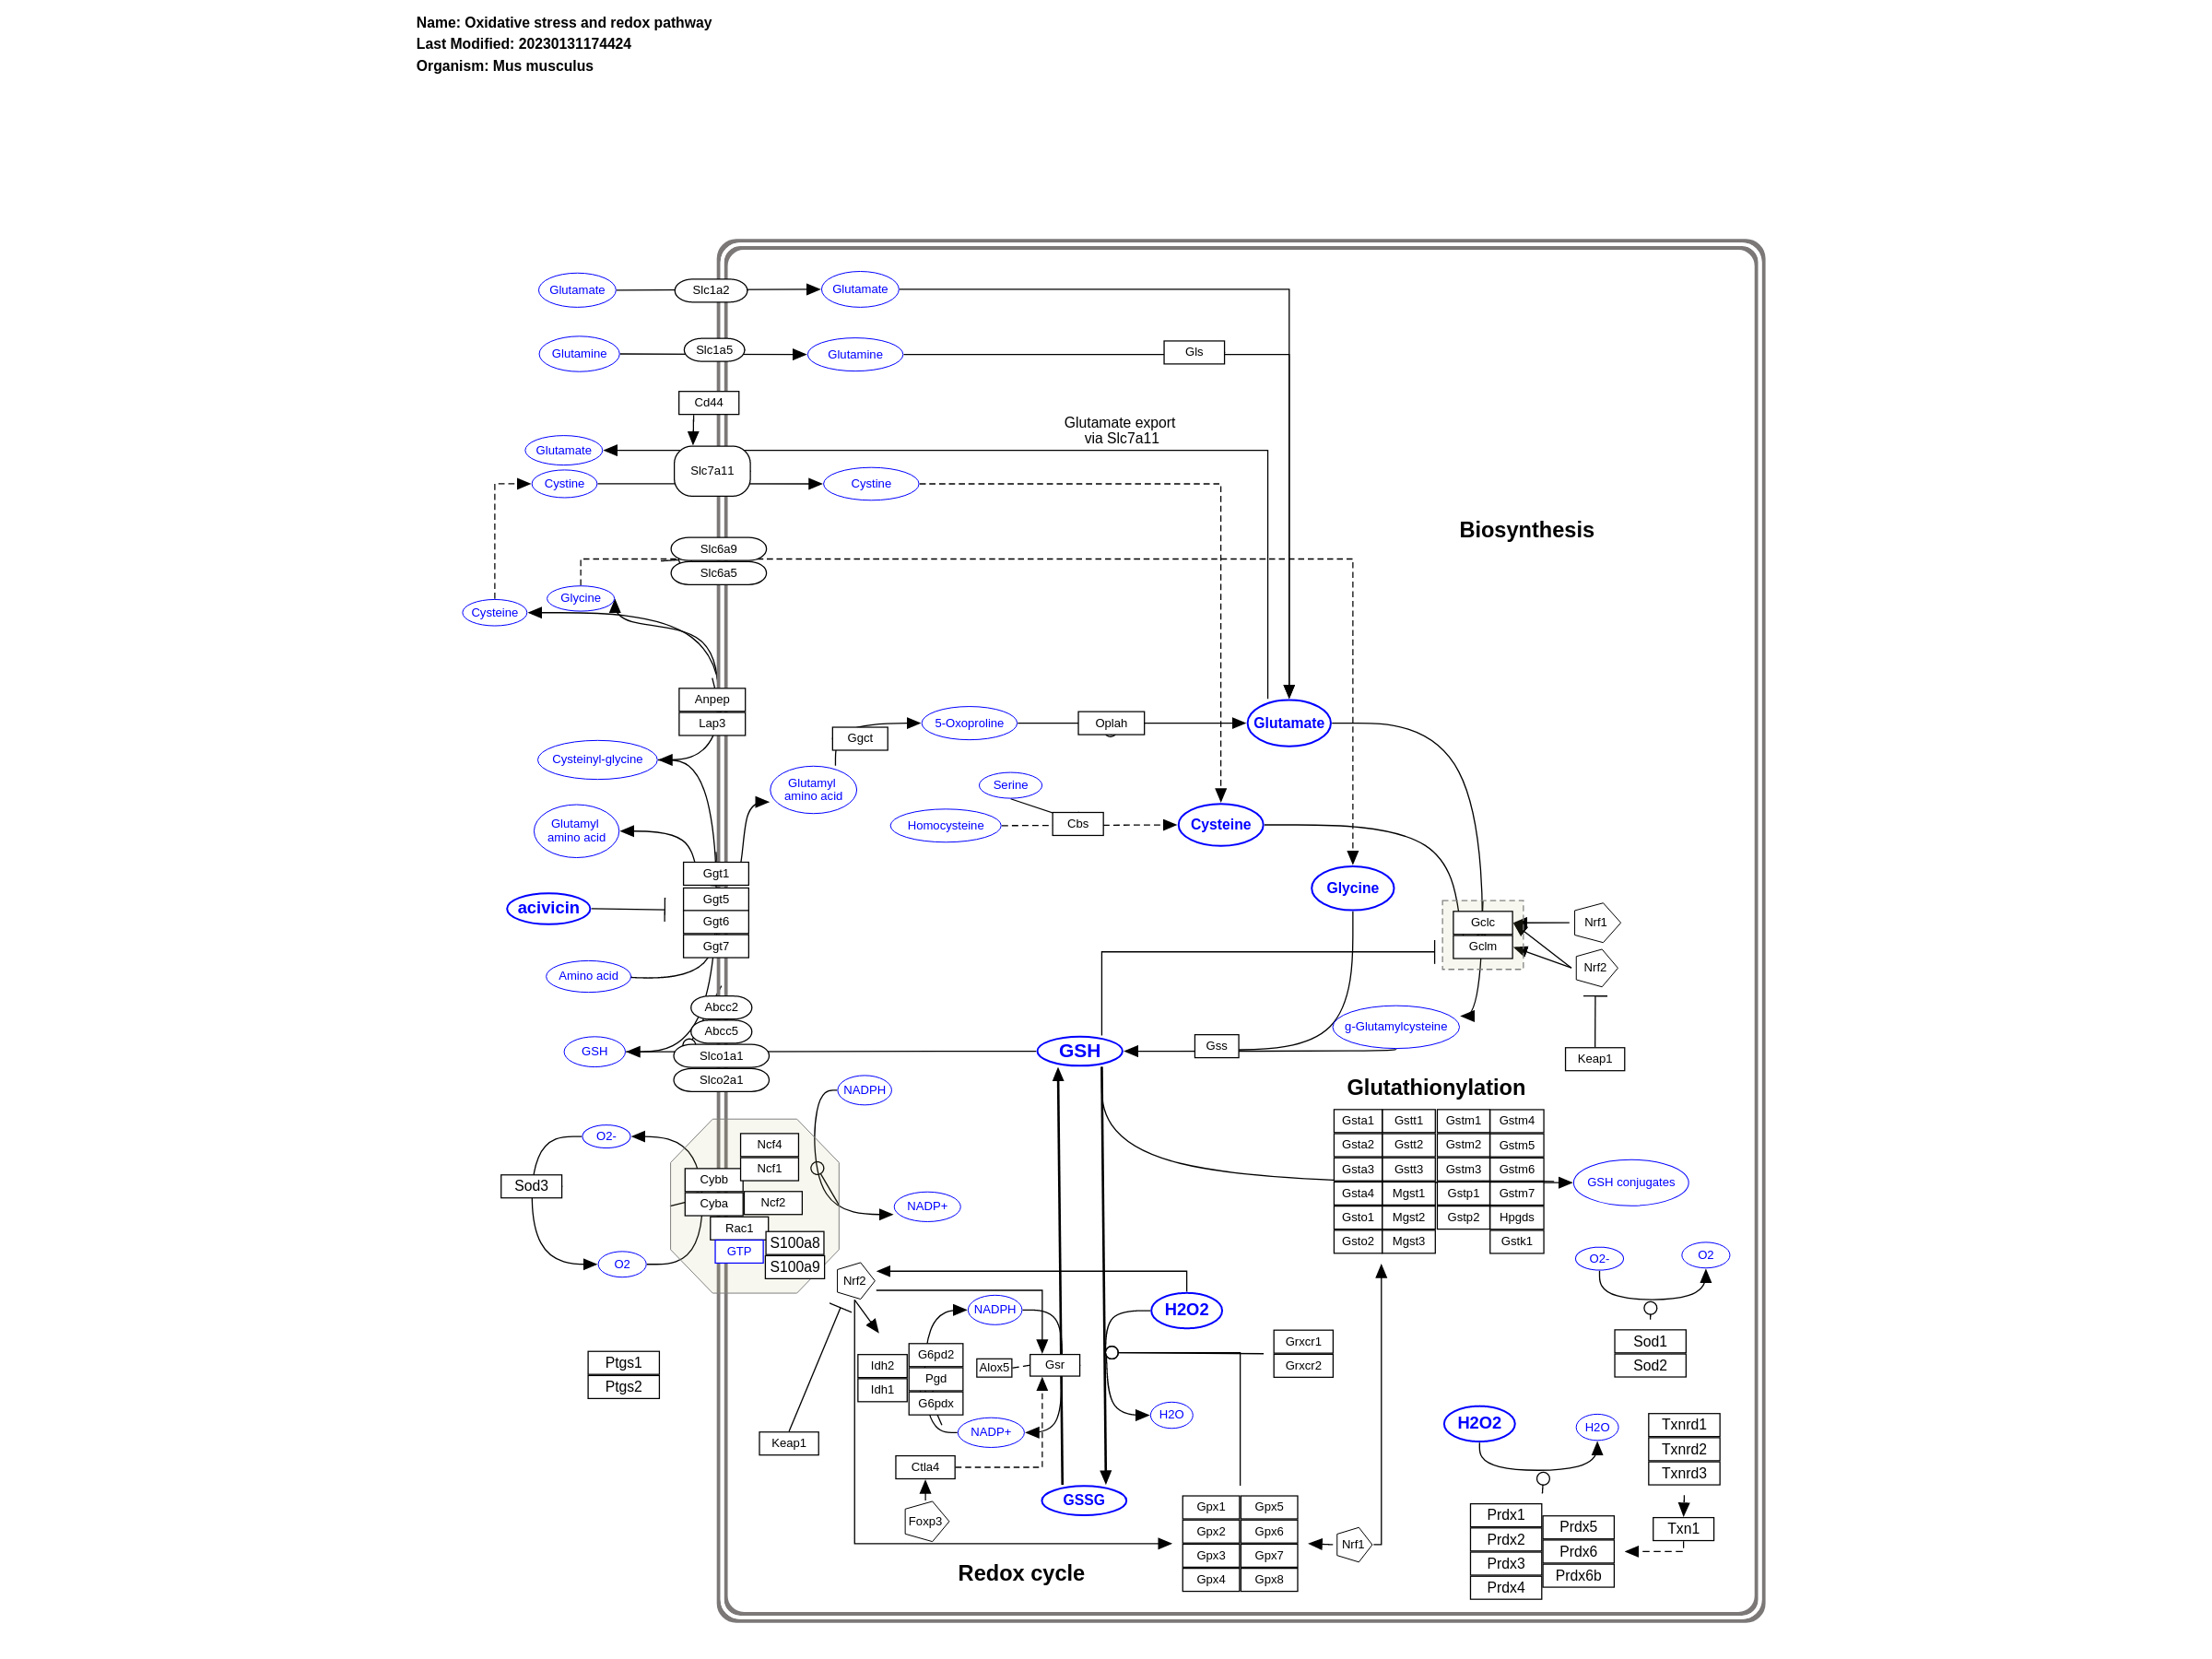 Name: Oxidative stress and redox pathway
Last Modified: 20230131174424
Organism: Mus musculus
Glutamate
Slc1a2
Glutamate
Glutamine
Slc1a5
Glutamine
Gls
Cd44
Glutamate export
via Slc7a11
Glutamate
Slc7a11
Cystine
Cystine
Biosynthesis
Slc6a9
Slc6a5
Glycine
Cysteine
Anpep
Lap3
5-Oxoproline
Oplah
Glutamate
Ggct
Cysteinyl-glycine
Glutamyl
amino acid
Serine
Homocysteine
Cbs
Cysteine
Glutamyl
amino acid
Ggt1
Glycine
Ggt5
acivicin
Ggt6
Ggt7
Gclc
Gclm
Nrf1
Nrf2
Amino acid
Abcc2
Abcc5
Slco1a1
Slco2a1
GSH
GSH
Gss
g-Glutamylcysteine
Keap1
NADPH
Glutathionylation
Gsta1
Gstt1
Gstm1
Gstm4
Gsta2
Gstt2
Gstm2
Gstm5
Gsta3
Gstt3
Gstm3
Gstm6
Gsta4
Mgst1
Gstp1
Gstm7
Gsto1
Mgst2
Gstp2
Hpgds
Gsto2
Mgst3
Gstk1
GSH conjugates
O2-
Ncf4
Ncf1
Cybb
Sod3
Cyba
Ncf2
NADP+
Rac1
S100a8
GTP
S100a9
O2
O2-
O2
Nrf2
NADPH
H2O2
Sod1
Sod2
Grxcr1
Grxcr2
Ptgs1
Ptgs2
Idh2
Idh1
G6pd2
Pgd
G6pdx
Alox5
Gsr
H2O
NADP+
Keap1
H2O2
H2O
Txnrd1
Txnrd2
Txnrd3
Ctla4
GSSG
Foxp3
Gpx1
Gpx5
Gpx2
Gpx6
Gpx3
Gpx7
Gpx4
Gpx8
Nrf1
Prdx1
Prdx2
Prdx3
Prdx4
Prdx5
Prdx6
Prdx6b
Txn1
Redox cycle